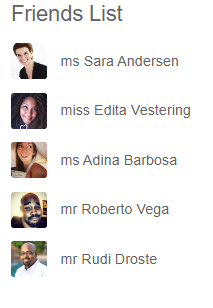 Friends List
ms Sara Andersen
miss Edita Vestering
ms Adina Barbosa
mr Roberto Vega
mr Rudi Droste